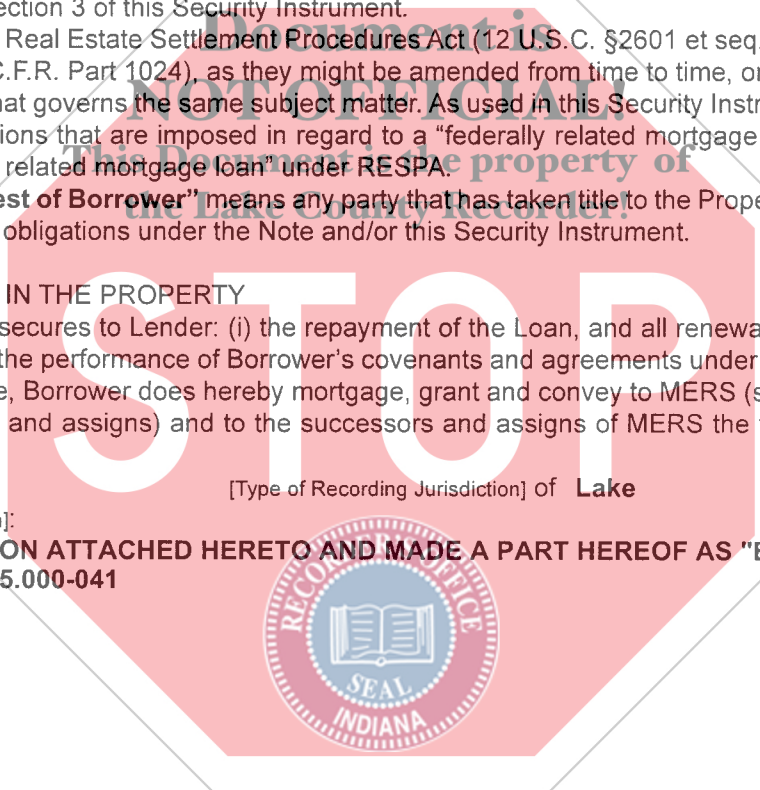 ection 3 of this Security Instrument.
Document is
Real Estate Settlement Procedures Act (12 U.S.C. §2601 et seq.
C.F.R. Part 1024), as they might be amended from time to time, or
NOT OFFICIAL!
hat governs the same subject matter. As used in this Security Instr
tions that are imposed in regard to a “federally related mortgage
This Document is the property of
related mortgage loan” under RESPA.
est of Borrower” means any party that has taken title to the Prope
the Lake County Recorder!
obligations under the Note and/or this Security Instrument.
IN THE PROPERTY
secures to Lender: (i) the repayment of the Loan, and all renewa
the performance of Borrower’s covenants and agreements under
e, Borrower does hereby mortgage, grant and convey to MERS (s
and assigns) and to the successors and assigns of MERS the
STOP
[Type of Recording Jurisdiction] of Lake
]:
ON ATTACHED HERETO AND MADE A PART HEREOF AS "E
5.000-041
RECORDER'S OFFICE
SEAL
INDIANA